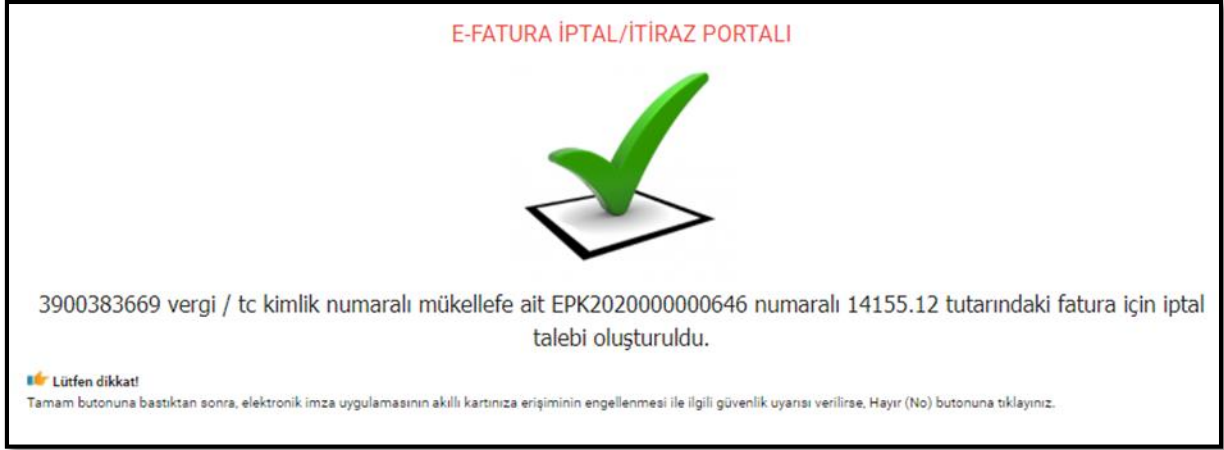 E-FATURA İPTAL/İTİRAZ PORTALI
3900383669 vergi / tc kimlik numaralı mükellefe ait EPK2020000000646 numaralı 14155.12 tutarındaki fatura için iptal
talebi oluşturuldu.
Lütfen dikkat!
Tamam butonuna bastıktan sonra, elektronik imza uygulamasının akıllı kartınıza erişiminin engellenmesi ile ilgili güvenlik uyarısı verilirse, Hayır (No) butonuna tıklayınız.